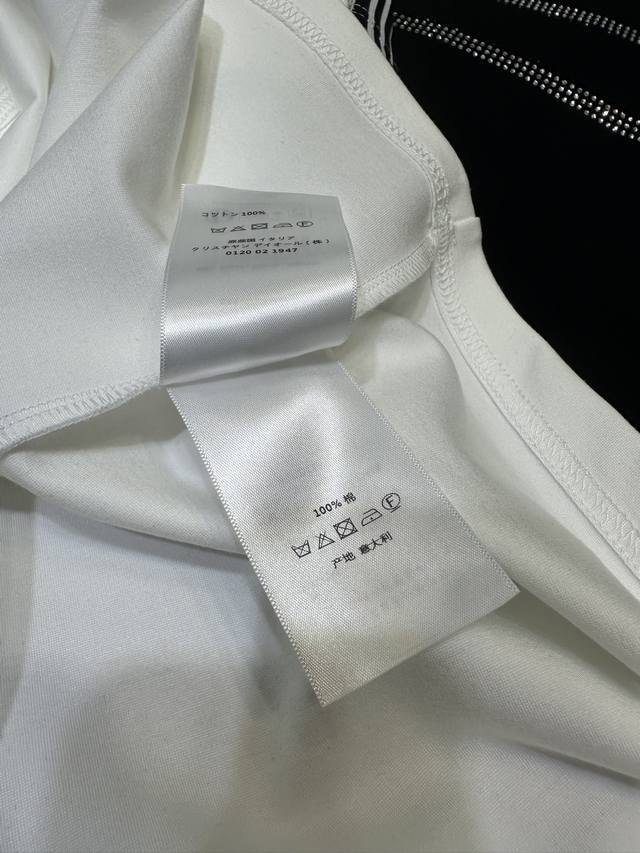 コットン100%
原産国 イタリア
クリスチャン デイオール(株)
0120 02 1947
100% 棉
F
产地 意大利